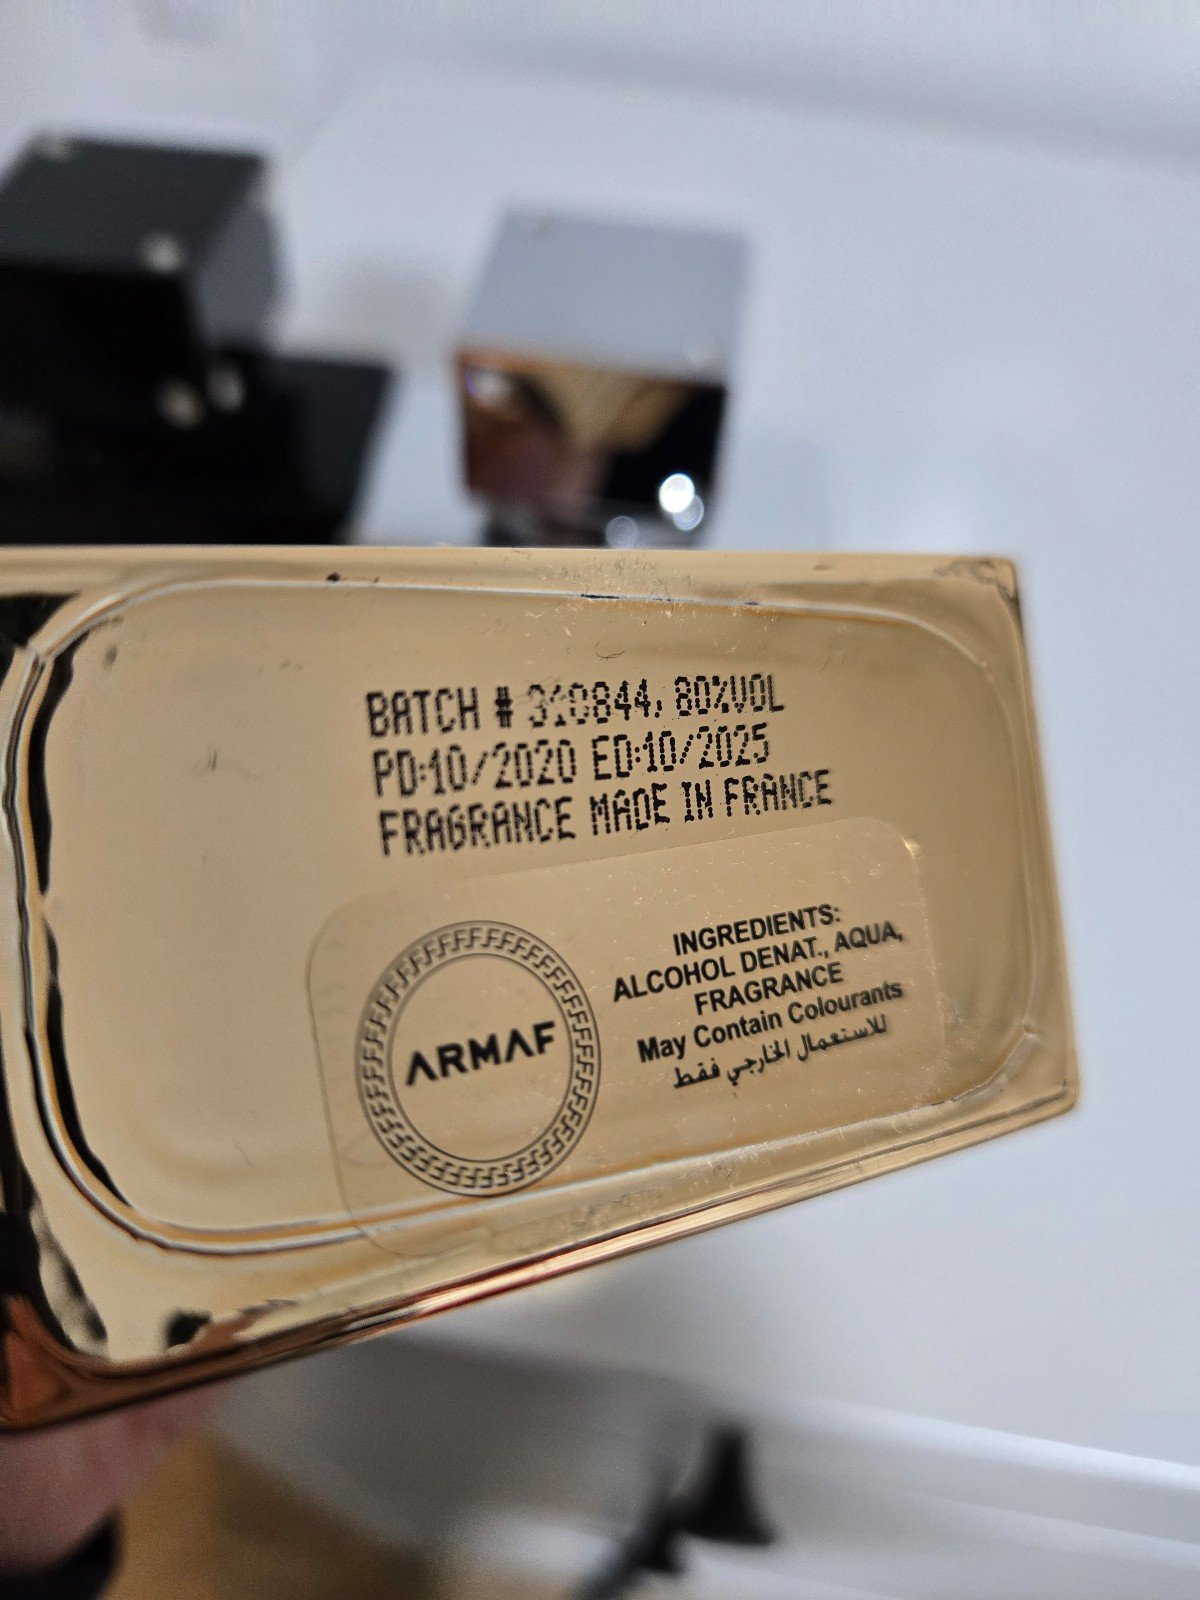 BATCH # 310844, 80%VOL
PD:10/2020 ED:10/2025
FRAGRANCE MADE IN FRANCE
ARMAF
INGREDIENTS:
ALCOHOL DENAT., AQUA,
FRAGRANCE
May Contain Colourants
للاستعمال الخارجي فقط